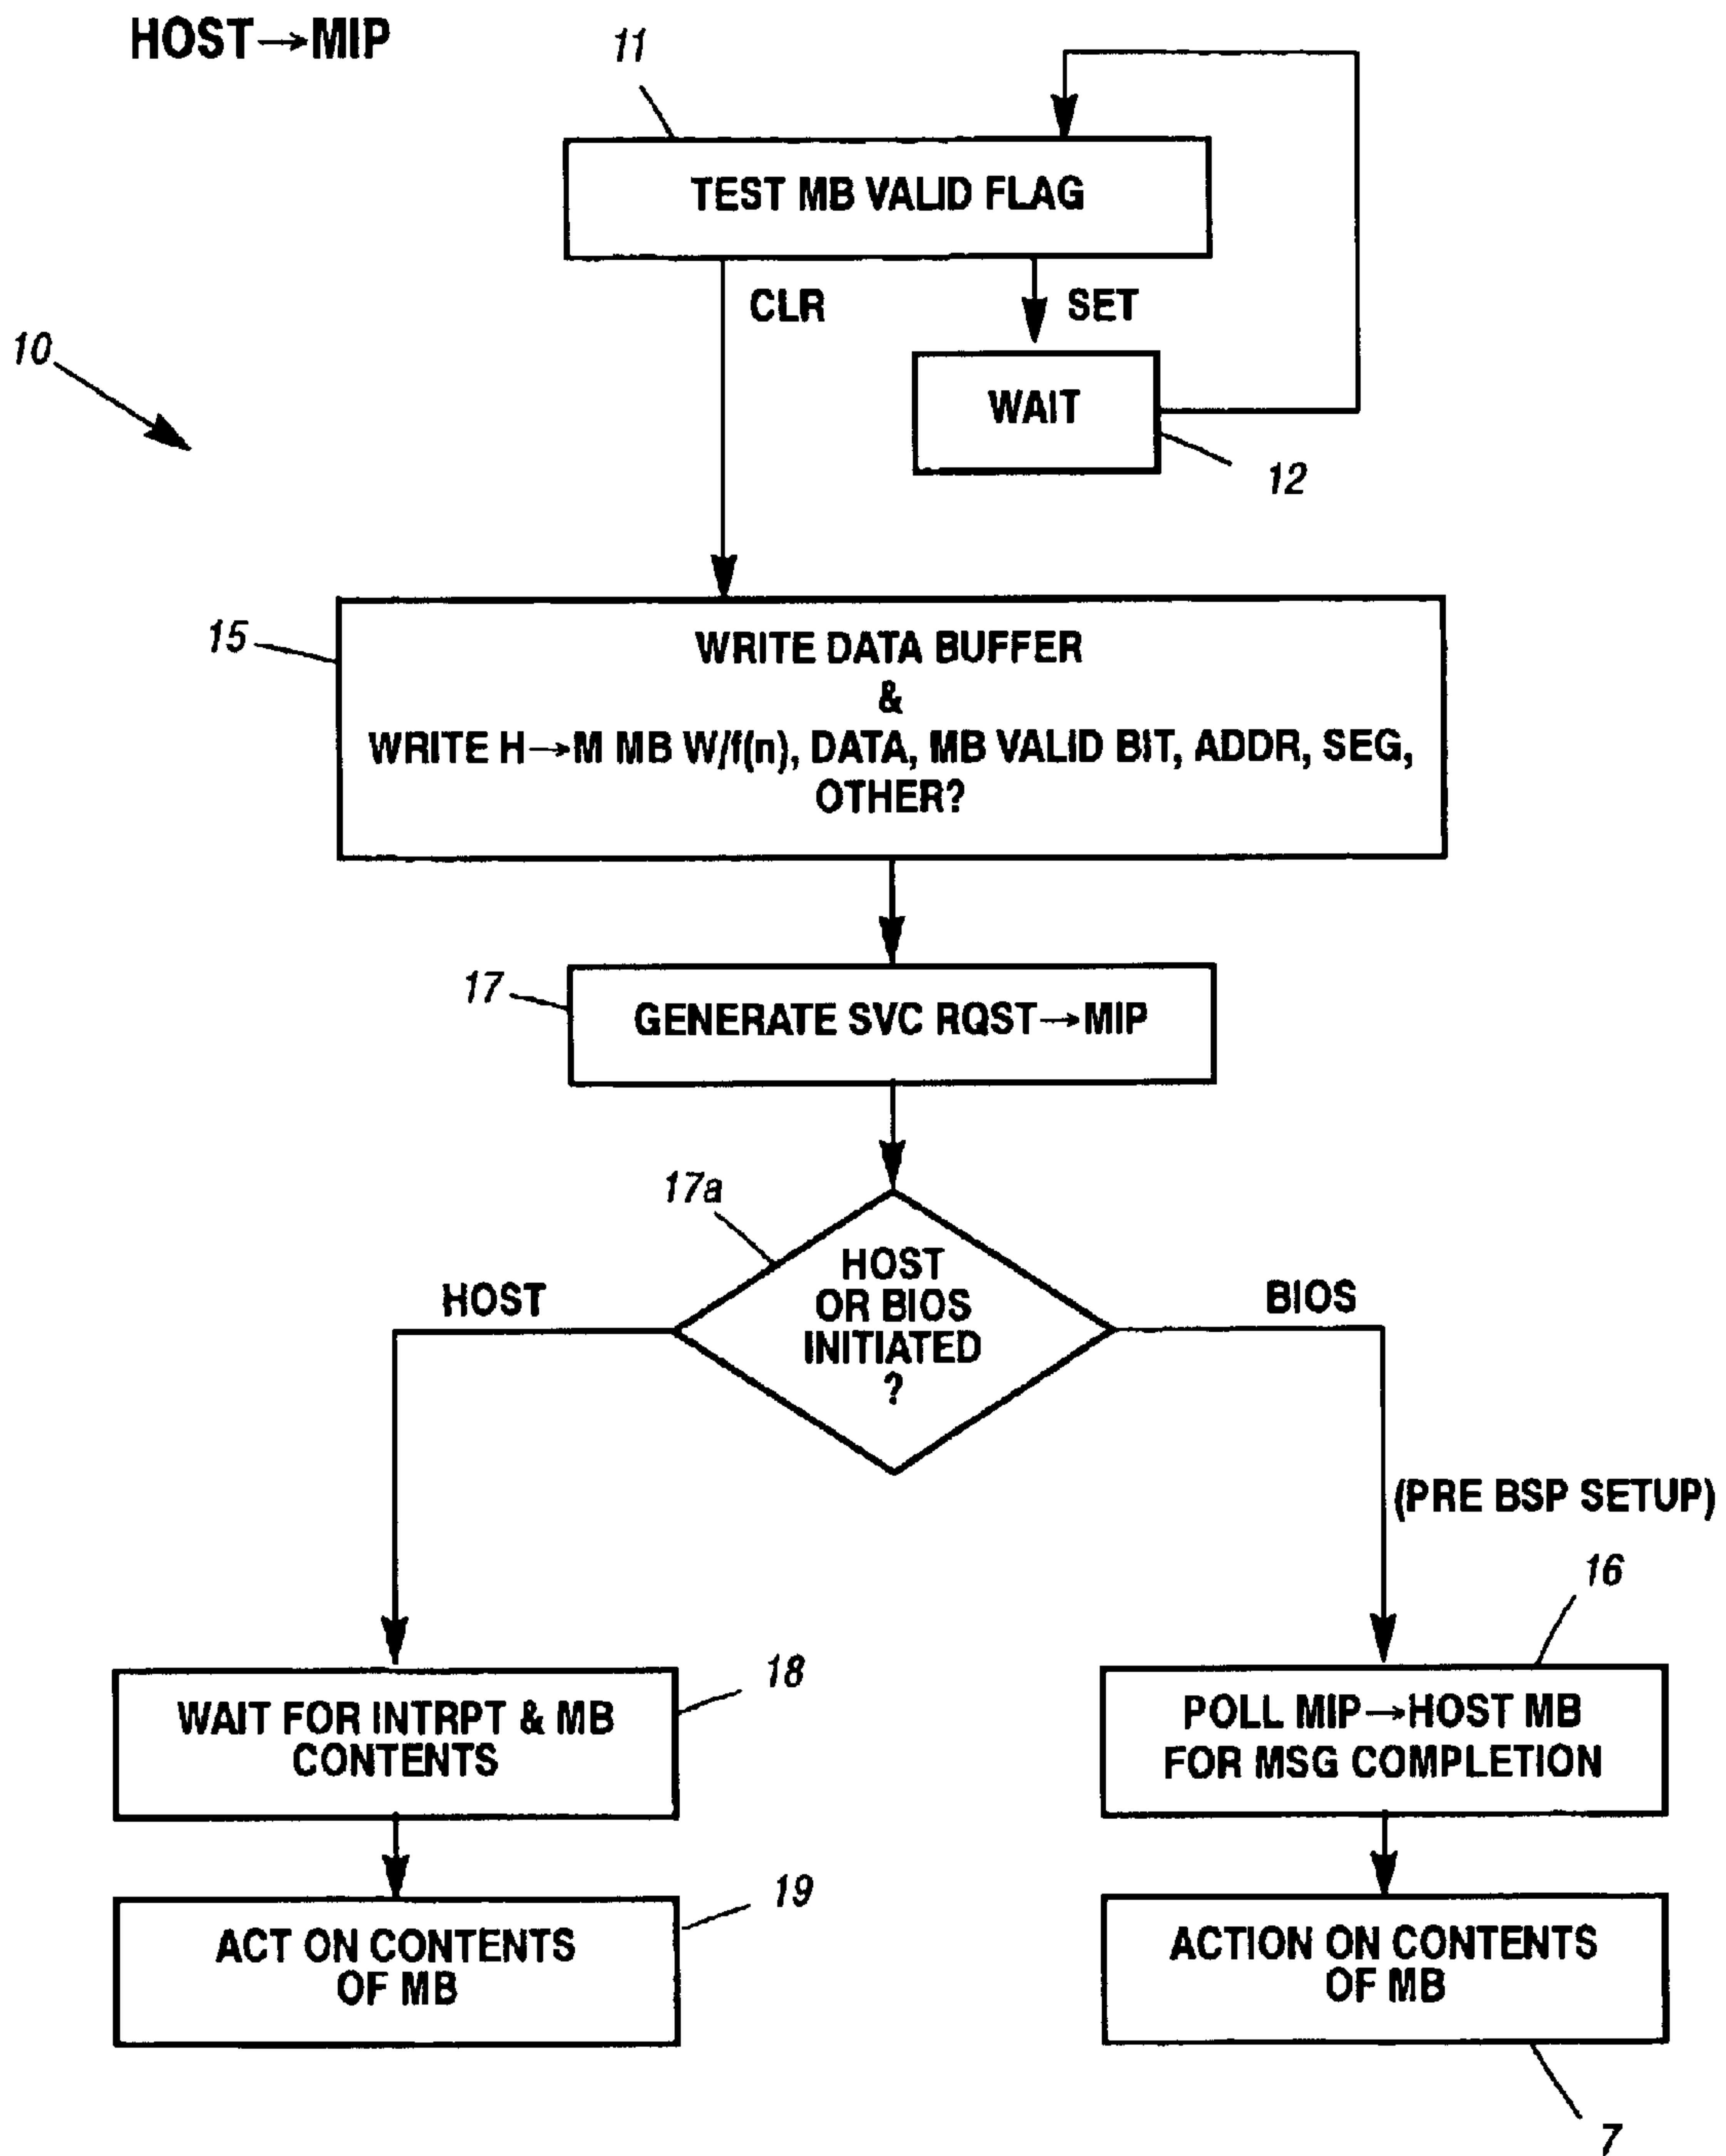 HOST→MIP
11
TEST MB VALID FLAG
CLR
SET
10
WAIT
12
15
WRITE DATA BUFFER
&
WRITE H→M MB W/f(n), DATA, MB VALID BIT, ADDR, SEG,
OTHER?
17
GENERATE SVC RQST→MIP
17a
HOST
OR BIOS
INITIATED
?
HOST
BIOS
(PRE BSP SETUP)
16
18
WAIT FOR INTRPT & MB
CONTENTS
POLL MIP→HOST MB
FOR MSG COMPLETION
19
ACT ON CONTENTS
OF MB
ACTION ON CONTENTS
OF MB
7